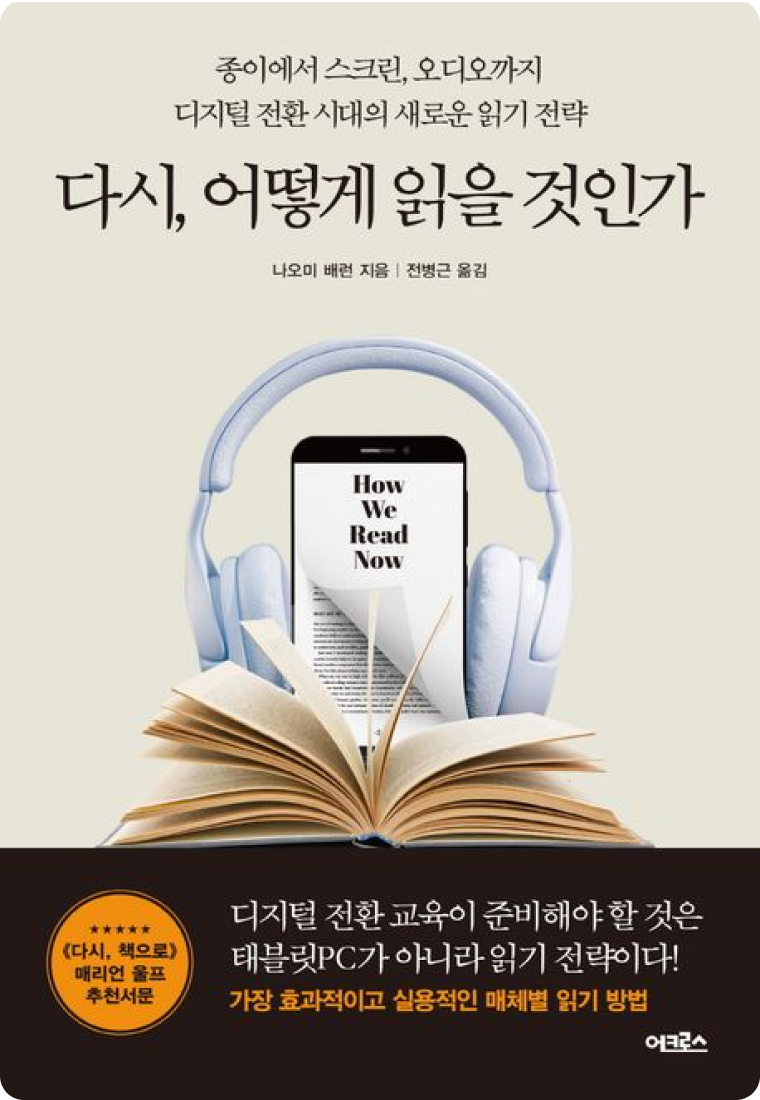 종이에서 스크린, 오디오까지
디지털 전환 시대의 새로운 읽기 전략
다시, 어떻게 읽을 것인가
나오미 배런 지음 | 전병근 옮김
How
We
Read
Now
★★★★★
《다시, 책으로》
매리언 울프
추천서문
디지털 전환 교육이 준비해야 할 것은
태블릿PC가 아니라 읽기 전략이다!
가장 효과적이고 실용적인 매체별 읽기 방법
어크로스